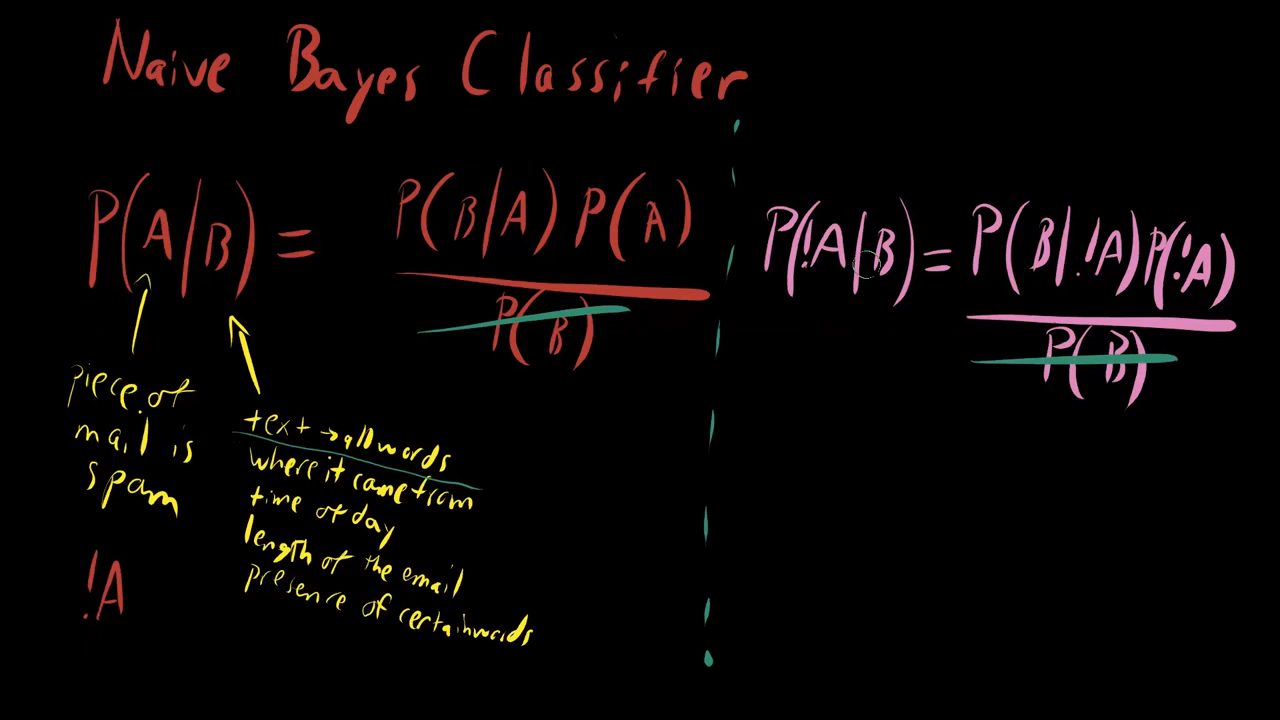 Naive Bayes Classifier
P(A|B) = P(B|A) P(A)
P(B)
piece of
mail is
spam
text → all words
where it came from
time of day
length of the email
presence of certain words
!A
P(!A|B) = P(B|!A) P(!A)
P(B)